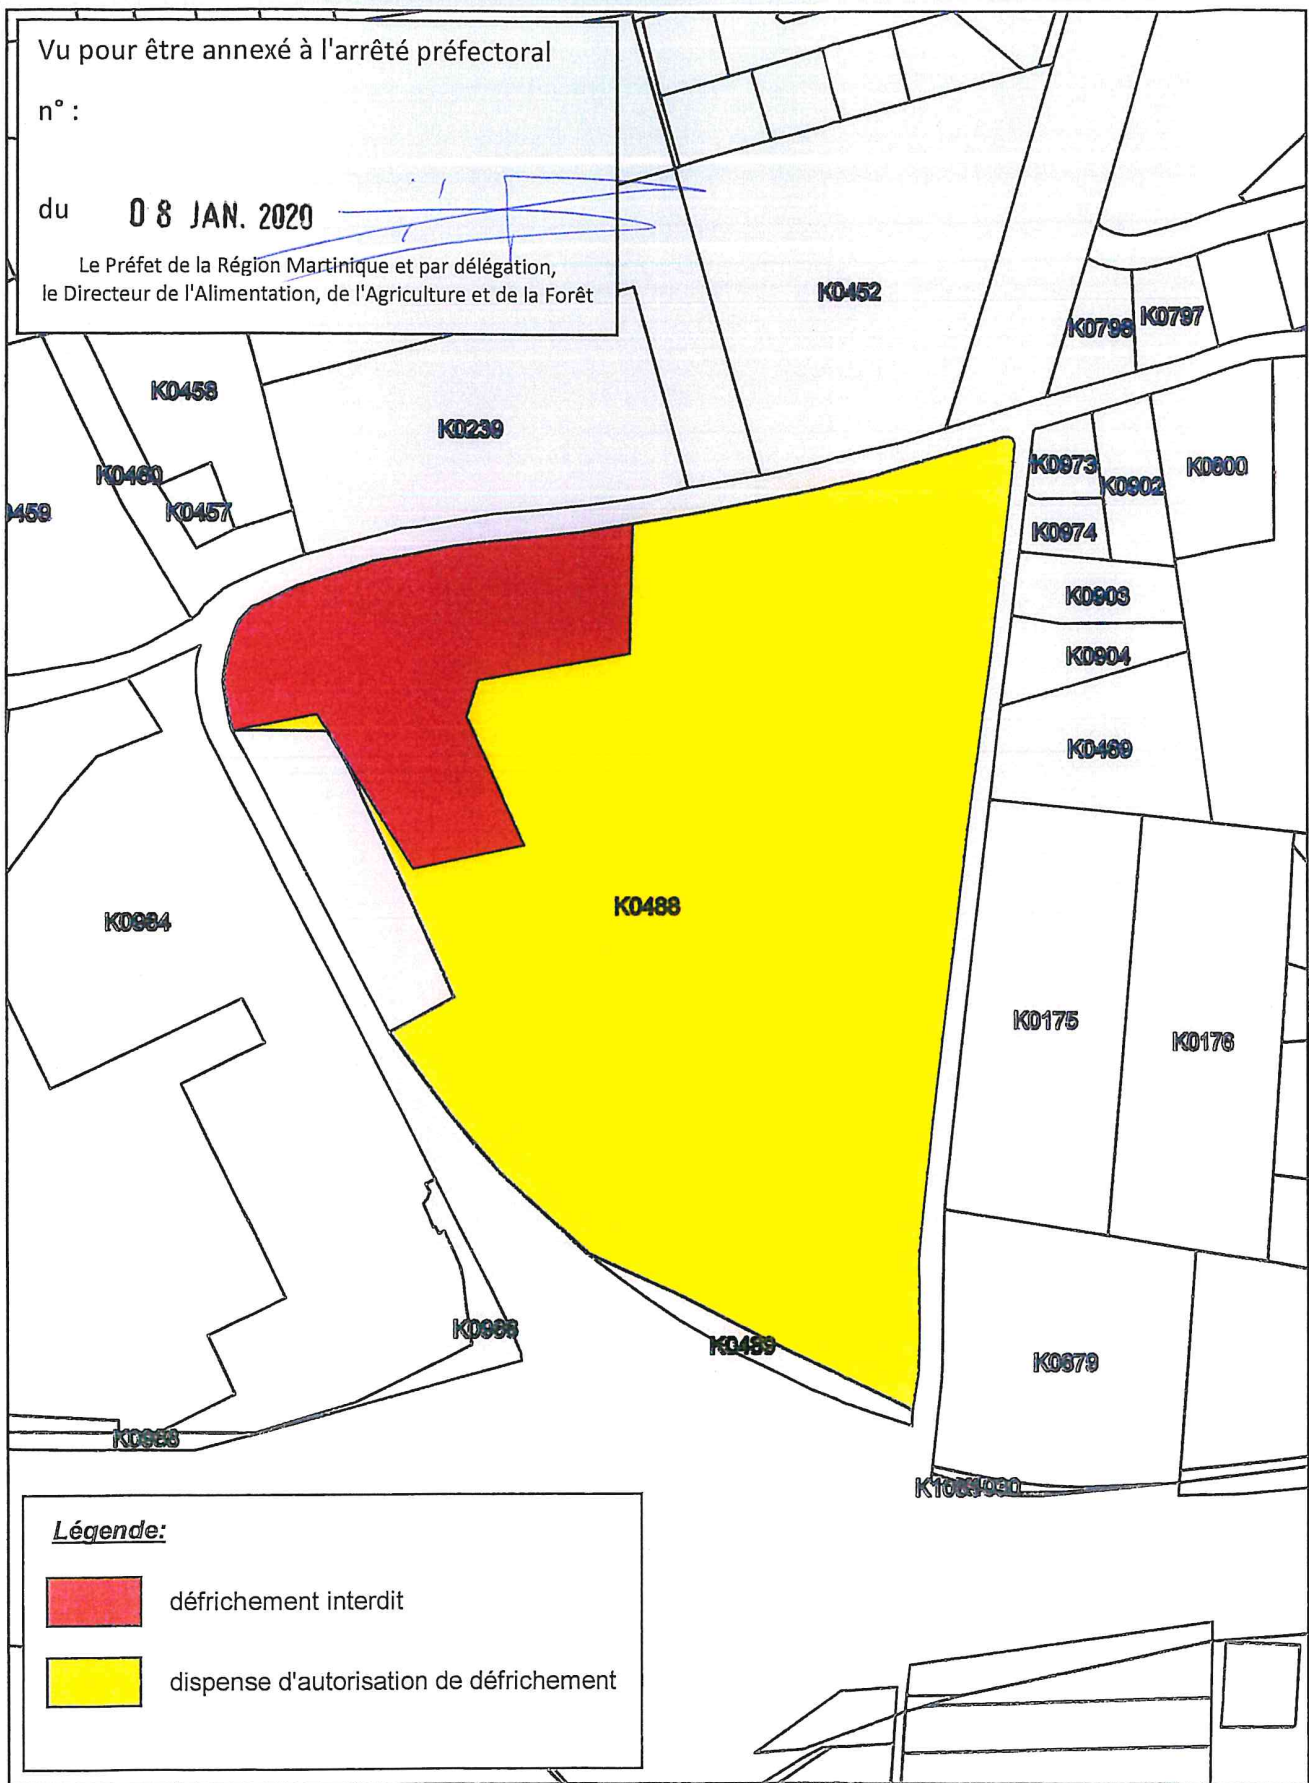 Vu pour être annexé à l'arrêté préfectoral
n° :
du 08 JAN. 2020
Le Préfet de la Région Martinique et par délégation,
le Directeur de l'Alimentation, de l'Agriculture et de la Forêt
K0452
K0798 K0797
K0458
K0239
K0460
K0457
K0973
K0902
K0800
K0974
K0903
K0904
K0469
K0488
K0984
K0175
K0176
K0679
Légende:
défrichement interdit
dispense d'autorisation de défrichement